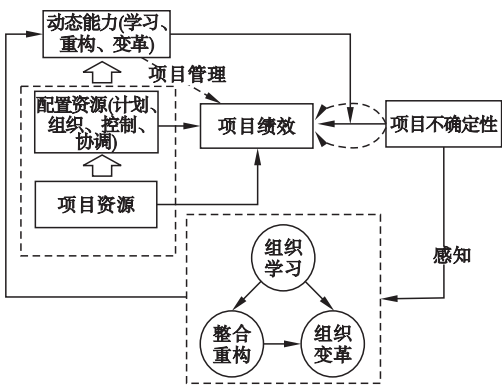 动态能力(学习、
重构、变革)
项目管理
配置资源(计划、
组织、控制、
协调)
项目绩效
项目不确定性
项目资源
感知
组织
学习
整合
重构
组织
变革